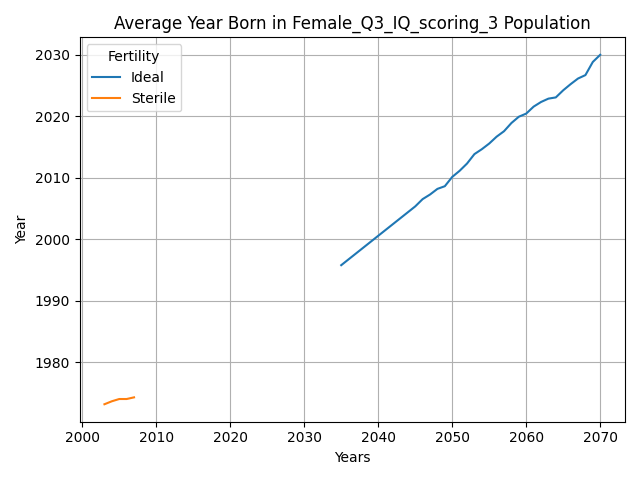 Average Year Born in Female_Q3_IQ_scoring_3 Population
Fertility
Ideal
Sterile
Year
2030
2020
2010
2000
1990
1980
2000 2010 2020 2030 2040 2050 2060 2070
Years